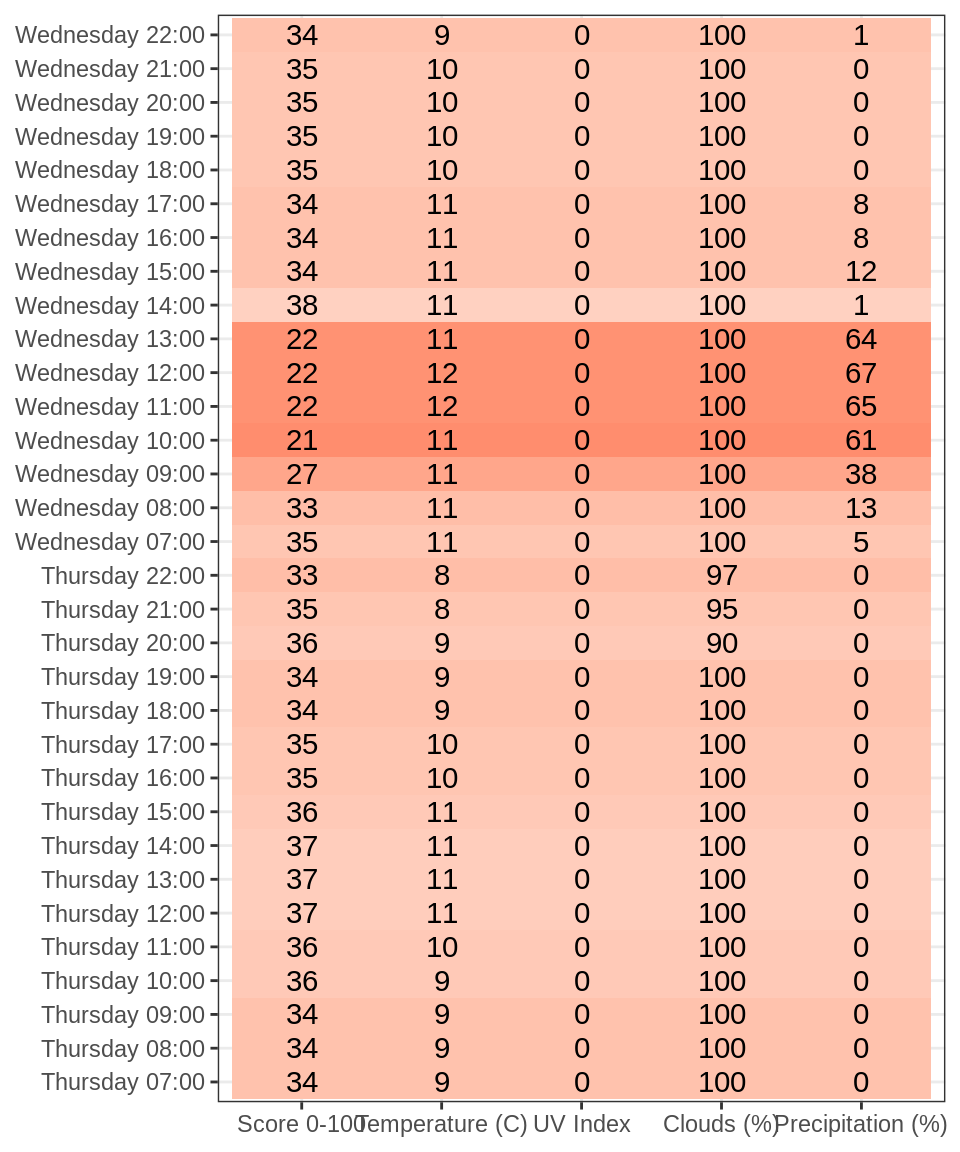 Wednesday 22:00 34 9 0 100 1
Wednesday 21:00 35 10 0 100 0
Wednesday 20:00 35 10 0 100 0
Wednesday 19:00 35 10 0 100 0
Wednesday 18:00 35 10 0 100 0
Wednesday 17:00 34 11 0 100 8
Wednesday 16:00 34 11 0 100 8
Wednesday 15:00 34 11 0 100 12
Wednesday 14:00 38 11 0 100 1
Wednesday 13:00 22 11 0 100 64
Wednesday 12:00 22 12 0 100 67
Wednesday 11:00 22 12 0 100 65
Wednesday 10:00 21 11 0 100 61
Wednesday 09:00 27 11 0 100 38
Wednesday 08:00 33 11 0 100 13
Wednesday 07:00 35 11 0 100 5
Thursday 22:00 33 8 0 97 0
Thursday 21:00 35 8 0 95 0
Thursday 20:00 36 9 0 90 0
Thursday 19:00 34 9 0 100 0
Thursday 18:00 34 9 0 100 0
Thursday 17:00 35 10 0 100 0
Thursday 16:00 35 10 0 100 0
Thursday 15:00 36 11 0 100 0
Thursday 14:00 37 11 0 100 0
Thursday 13:00 37 11 0 100 0
Thursday 12:00 37 11 0 100 0
Thursday 11:00 36 10 0 100 0
Thursday 10:00 36 9 0 100 0
Thursday 09:00 34 9 0 100 0
Thursday 08:00 34 9 0 100 0
Thursday 07:00 34 9 0 100 0
Score 0-100 Temperature (C) UV Index Clouds (%) Precipitation (%)